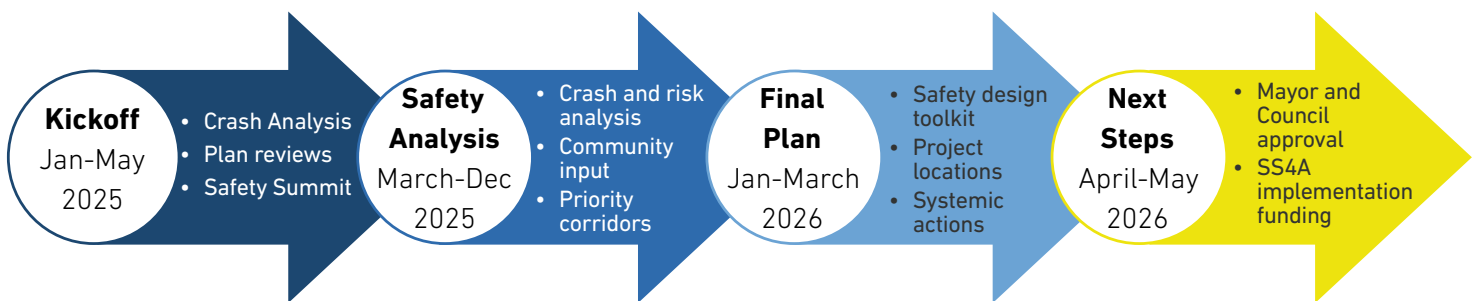 Kickoff
Jan-May
2025
• Crash Analysis
• Plan reviews
• Safety Summit
Safety
Analysis
March-Dec
2025
• Crash and risk
analysis
• Community
input
• Priority
corridors
Final
Plan
Jan-March
2026
• Safety design
toolkit
• Project
locations
• Systemic
actions
Next
Steps
April-May
2026
• Mayor and
Council
approval
• SS4A
implementation
funding